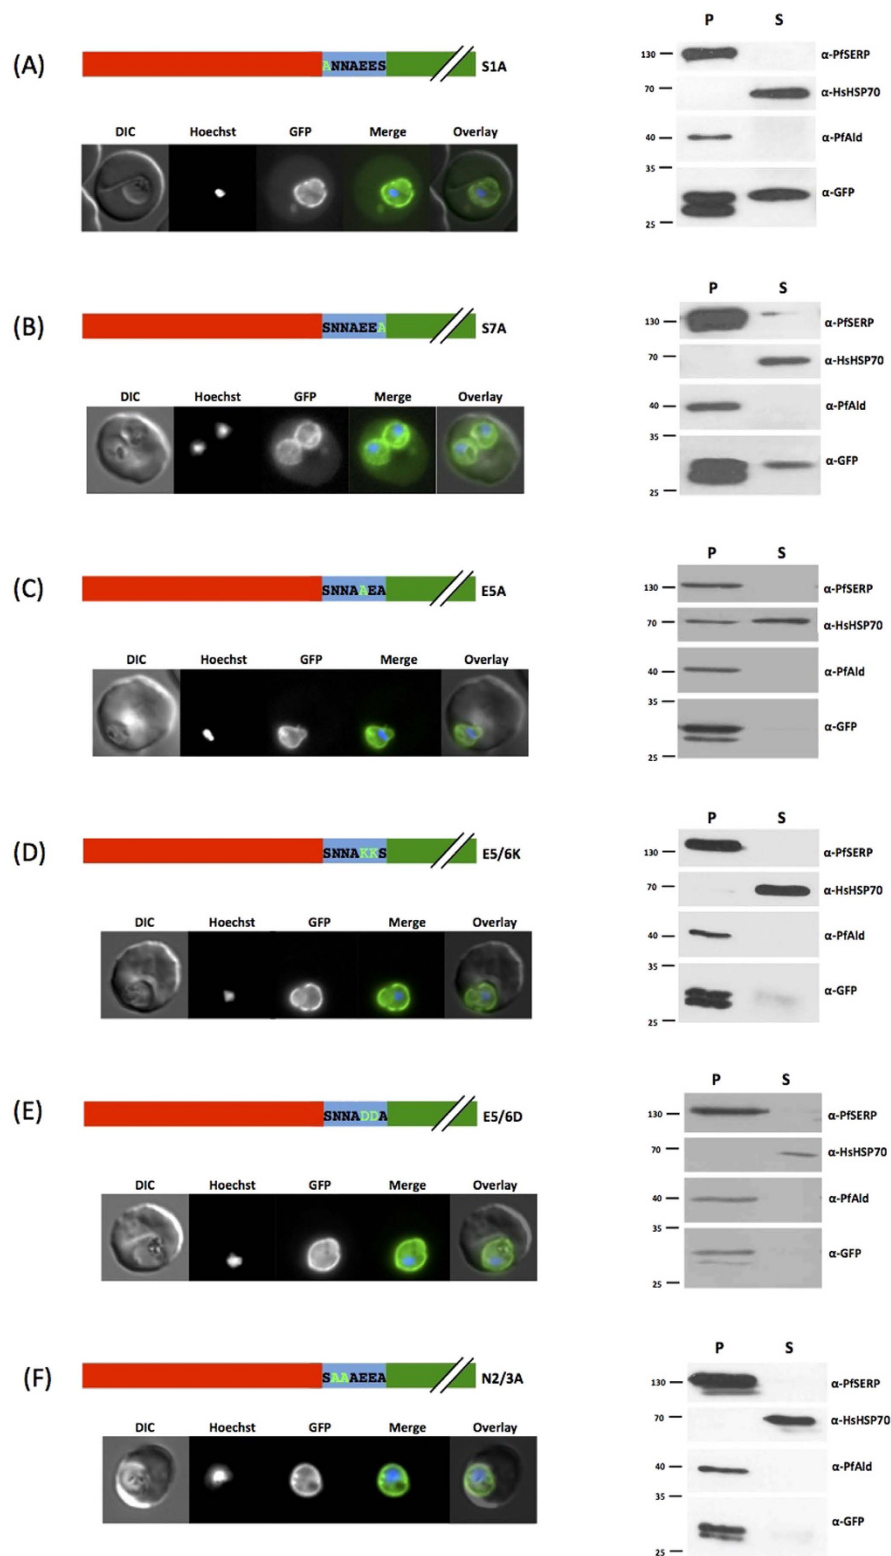 (A)
ANNAEES S1A
DIC Hoechst GFP Merge Overlay
P S
130 α-PfSERP
70 α-HsHSP70
40 α-PfAld
35
α-GFP
25
(B)
SNNAEEA S7A
DIC Hoechst GFP Merge Overlay
P S
130 α-PfSERP
70 α-HsHSP70
40 α-PfAld
35
α-GFP
25
(C)
SNNAAEA E5A
DIC Hoechst GFP Merge Overlay
P S
130 α-PfSERP
70 α-HsHSP70
40 α-PfAld
35
α-GFP
25
(D)
SNNAKKS E5/6K
DIC Hoechst GFP Merge Overlay
P S
130 α-PfSERP
70 α-HsHSP70
40 α-PfAld
35
α-GFP
25
(E)
SNNADDA E5/6D
DIC Hoechst GFP Merge Overlay
P S
130 α-PfSERP
70 α-HsHSP70
40 α-PfAld
35
α-GFP
25
(F)
SAAAEEA N2/3A
DIC Hoechst GFP Merge Overlay
P S
130 α-PfSERP
70 α-HsHSP70
40 α-PfAld
35
α-GFP
25